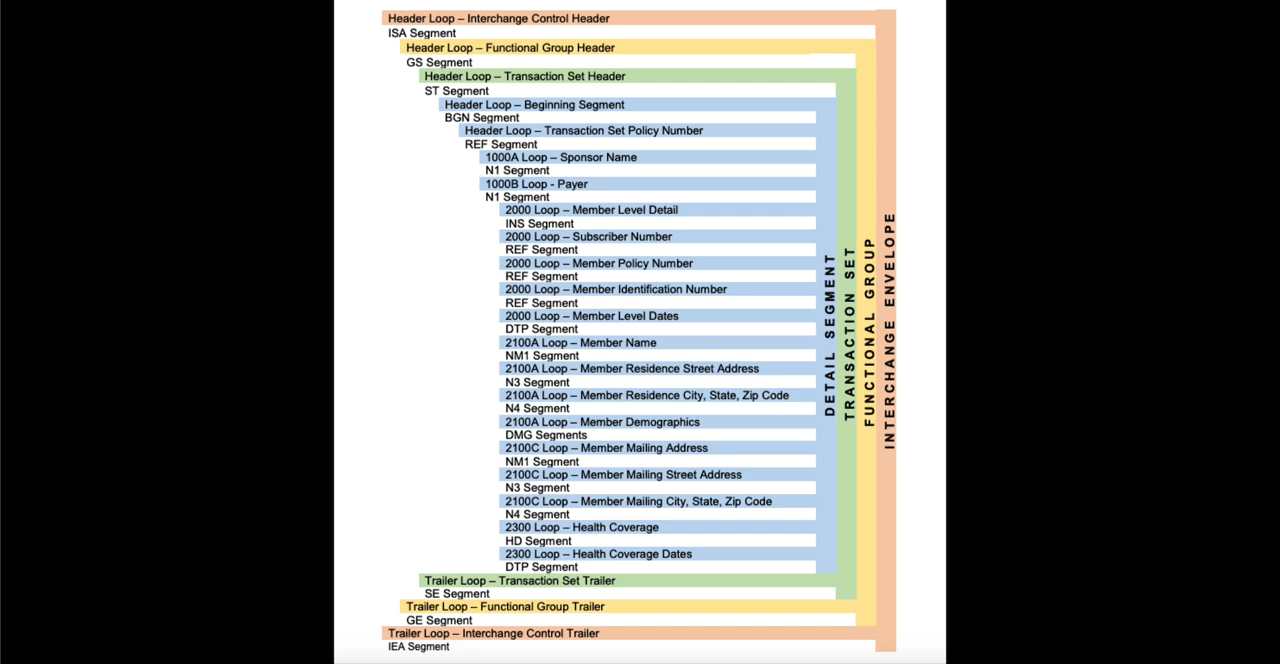 Header Loop – Interchange Control Header
ISA Segment
Header Loop – Functional Group Header
GS Segment
Header Loop – Transaction Set Header
ST Segment
Header Loop – Beginning Segment
BGN Segment
Header Loop – Transaction Set Policy Number
REF Segment
1000A Loop – Sponsor Name
N1 Segment
1000B Loop - Payer
N1 Segment
2000 Loop – Member Level Detail
INS Segment
2000 Loop – Subscriber Number
REF Segment
2000 Loop – Member Policy Number
REF Segment
2000 Loop – Member Identification Number
REF Segment
2000 Loop – Member Level Dates
DTP Segment
2100A Loop – Member Name
NM1 Segment
2100A Loop – Member Residence Street Address
N3 Segment
2100A Loop – Member Residence City, State, Zip Code
N4 Segment
2100A Loop – Member Demographics
DMG Segments
2100C Loop – Member Mailing Address
NM1 Segment
2100C Loop – Member Mailing Street Address
N3 Segment
2100C Loop – Member Mailing City, State, Zip Code
N4 Segment
2300 Loop – Health Coverage
HD Segment
2300 Loop – Health Coverage Dates
DTP Segment
Trailer Loop – Transaction Set Trailer
SE Segment
Trailer Loop – Functional Group Trailer
GE Segment
Trailer Loop – Interchange Control Trailer
IEA Segment
DETAIL SEGMENT
TRANSACTION SET
FUNCTIONAL GROUP
INTERCHANGE ENVELOPE